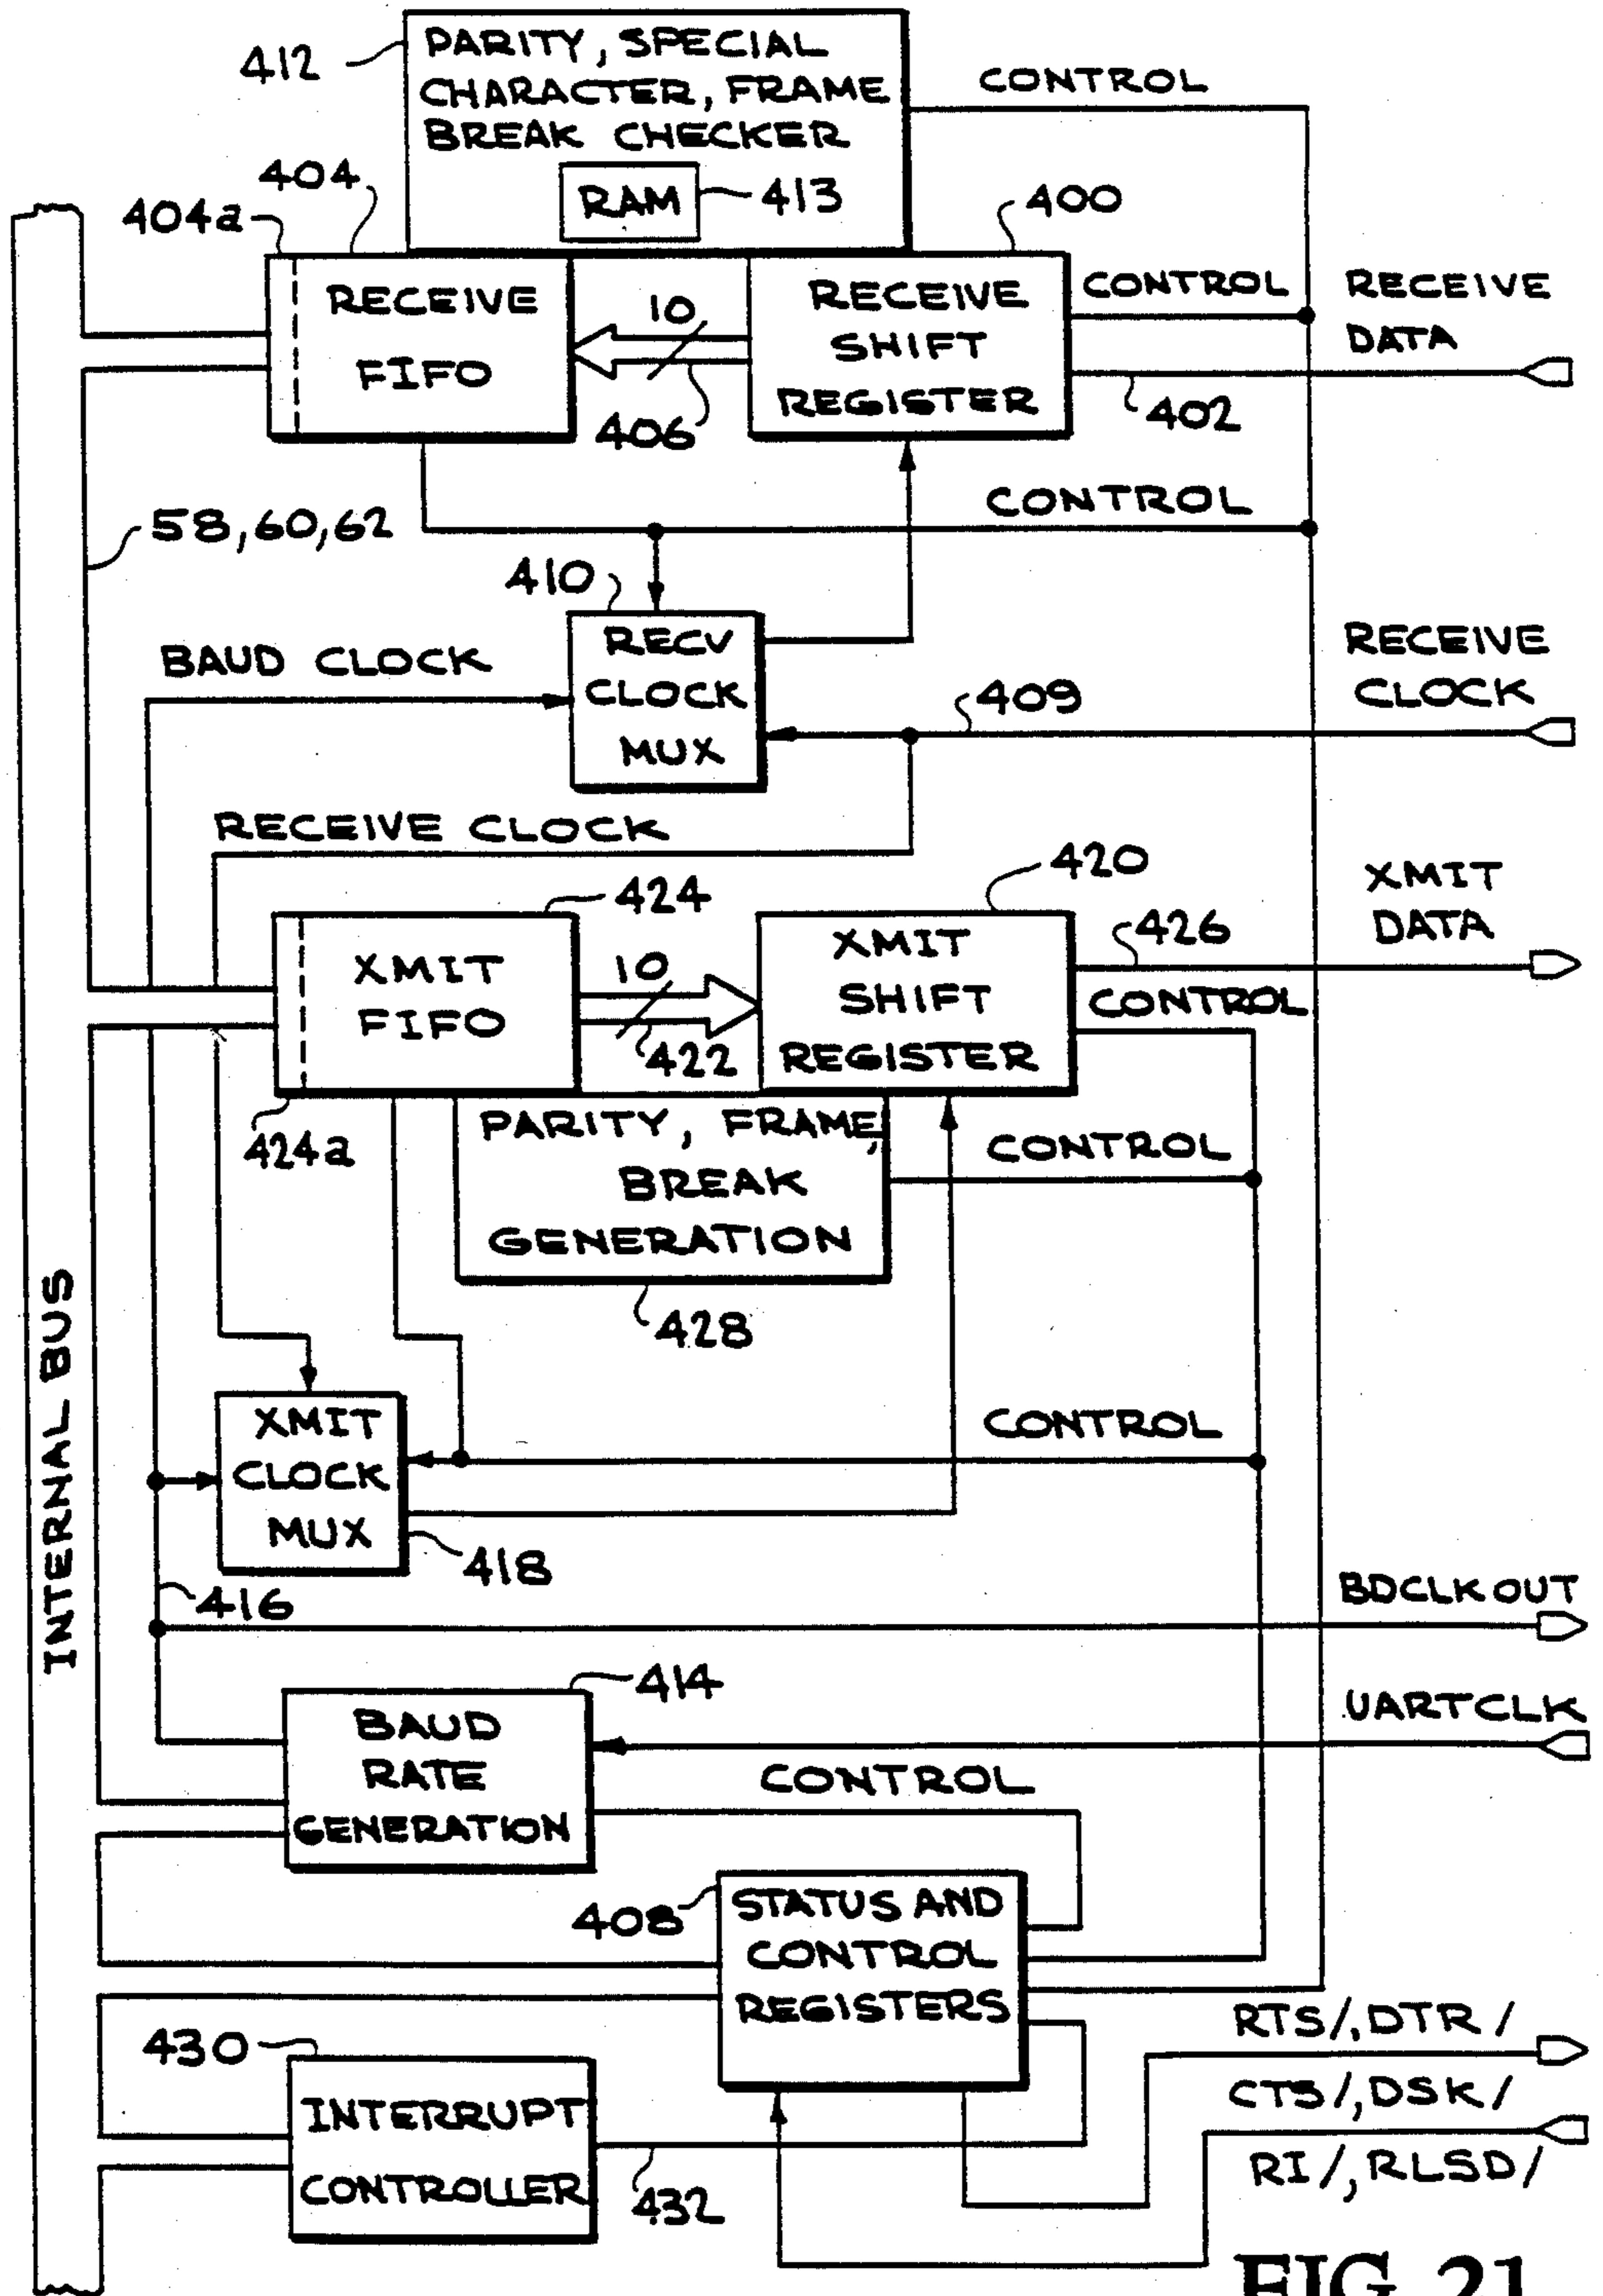 412
PARITY, SPECIAL
CHARACTER, FRAME
BREAK CHECKER
RAM
413
CONTROL
404
404a
400
RECEIVE
FIFO
10
406
RECEIVE
SHIFT
REGISTER
CONTROL
RECEIVE
DATA
402
58, 60, 62
CONTROL
410
RECV
CLOCK
MUX
BAUD CLOCK
409
RECEIVE
CLOCK
RECEIVE CLOCK
424
XMIT
FIFO
424a
10
422
420
XMIT
SHIFT
REGISTER
426
XMIT
DATA
CONTROL
PARITY, FRAME,
BREAK
GENERATION
428
CONTROL
INTERNAL BUS
XMIT
CLOCK
MUX
418
CONTROL
416
BDCLKOUT
414
BAUD
RATE
GENERATION
UARTCLK
CONTROL
408
STATUS AND
CONTROL
REGISTERS
430
INTERRUPT
CONTROLLER
432
RTS/, DTR/
CTS/, DSK/
RI/, RLSD/
FIG. 21